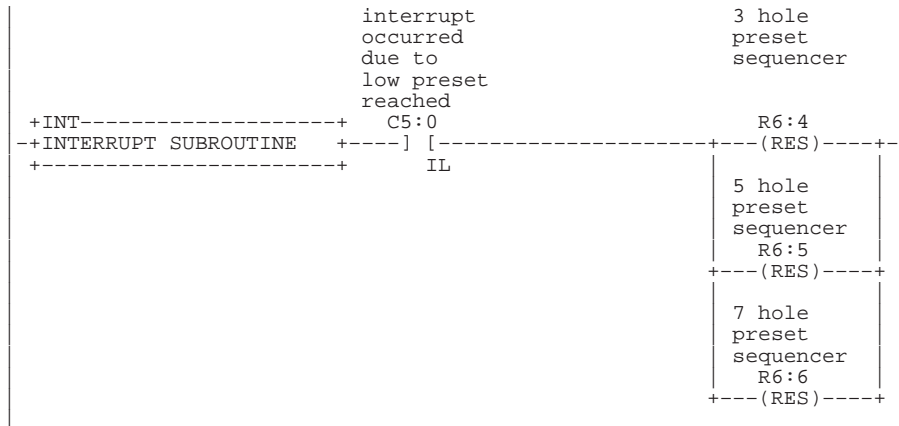 interrupt 3 hole
occurred preset
due to sequencer
low preset
reached
+INT--------------------+ C5:0 R6:4
-+INTERRUPT SUBROUTINE +----] [---------------------+---(RES)----+-
+-----------------------+ IL
5 hole
preset
sequencer
R6:5
+---(RES)----+
7 hole
preset
sequencer
R6:6
+---(RES)----+